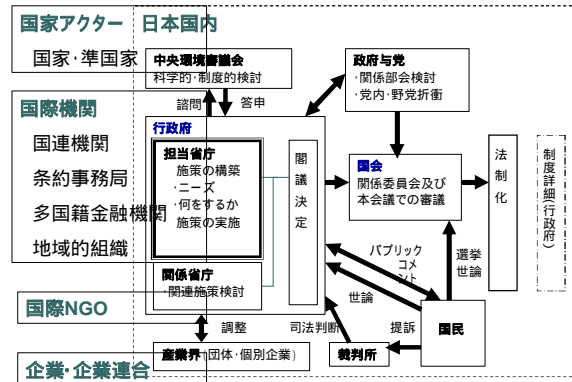 国家アクター
国家・準国家
国際機関
国連機関
条約事務局
多国籍金融機関
地域的組織
国際NGO
企業・企業連合
日本国内
中央環境審議会
科学的・制度的検討
諮問
答申
行政府
担当省庁
施策の構築
・ニーズ
・何をするか
施策の実施
関係省庁
・関連施策検討
閣議決定
調整
産業界(団体・個別企業)
政府与党
・関係部会検討
・党内・野党折衝
国会
関係委員会及び
本会議での審議
法制化
制度詳細(行政府)
パブリック
コメ
ント
選挙
世論
世論
司法判断
提訴
裁判所
国民